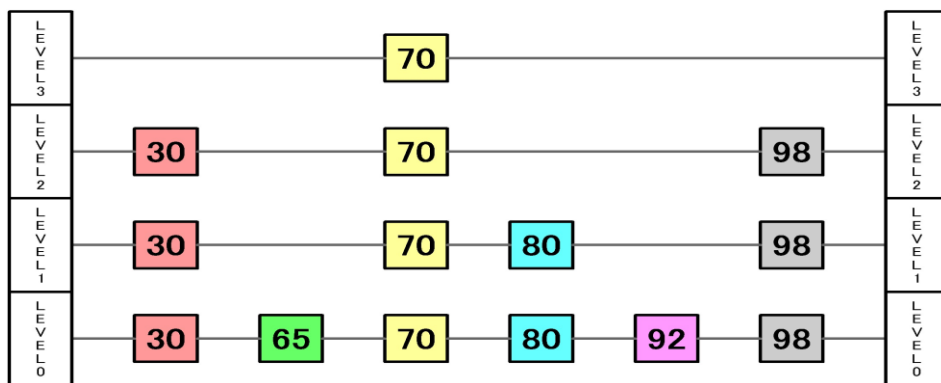 LEVEL3 70 LEVEL3
LEVEL2 30 70 98 LEVEL2
LEVEL1 30 70 80 98 LEVEL1
LEVEL0 30 65 70 80 92 98 LEVEL0